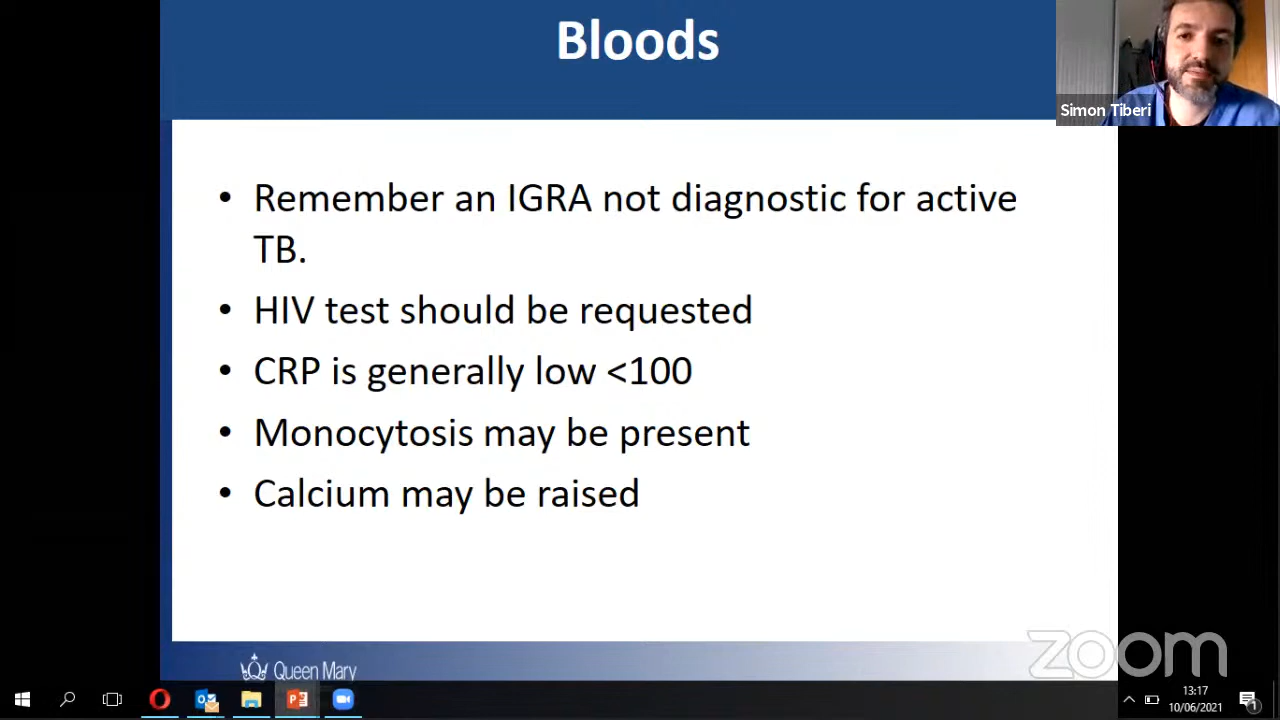 Bloods
Simon Tiberi
• Remember an IGRA not diagnostic for active
TB.
• HIV test should be requested
• CRP is generally low <100
• Monocytosis may be present
• Calcium may be raised
Queen Mary
zoom
13:17
10/06/2021
1